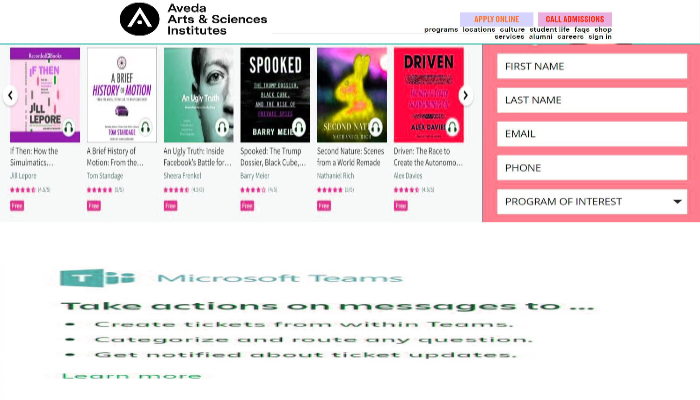 Aveda
Arts & Sciences
Institutes
APPLY ONLINE
CALL ADMISSIONS
programs locations culture student life faqs shop
services alumni careers sign in
Recorded Books
IF THEN
JILL
LEPORE
A BRIEF
HISTORY OF
MOTION
TOM STANDAGE
An Ugly Truth
SPOOKED
THE TRUMP DOSSIER,
BLACK CUBE,
AND THE RISE OF
PRIVATE SPIES
BARRY MEIER
SECOND NATURE
NATHANIEL RICH
DRIVEN
ALEX DAVIES
If Then: How the
Simulmatics...
Jill Lepore
(4.5/5)
Free
A Brief History of
Motion: From the...
Tom Standage
(5/5)
Free
An Ugly Truth: Inside
Facebook's Battle for...
Sheera Frenkel
Free
Spooked: The Trump
Dossier, Black Cube,...
Barry Meier
(4/5)
Free
Second Nature: Scenes
from a World Remade
Nathaniel Rich
Free
Driven: The Race to
Create the Autonomo...
Alex Davies
(4.5/5)
Free
FIRST NAME
LAST NAME
EMAIL
PHONE
PROGRAM OF INTEREST
Microsoft Teams
Take actions on messages to ...
• Create tickets from within Teams.
• Categorize and route any question.
• Get notified about ticket updates.
Learn more